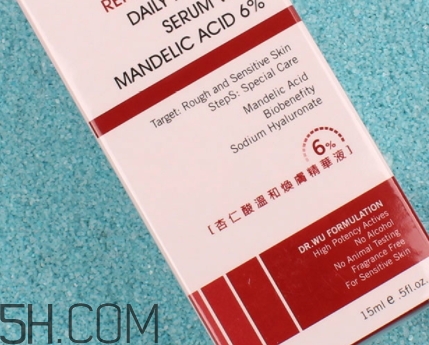 DAILY
SERUM
MANDELIC ACID 6%
Target: Rough and Sensitive Skin
StepS: Special Care
Mandelic Acid
Biobenefity
Sodium Hyaluronate
6%
[杏仁酸溫和煥膚精華液]
DR.WU FORMULATION
High Potency Actives
No Alcohol
No Animal Testing
Fragrance Free
For Sensitive Skin
15ml e .5fl.oz.
5H.COM